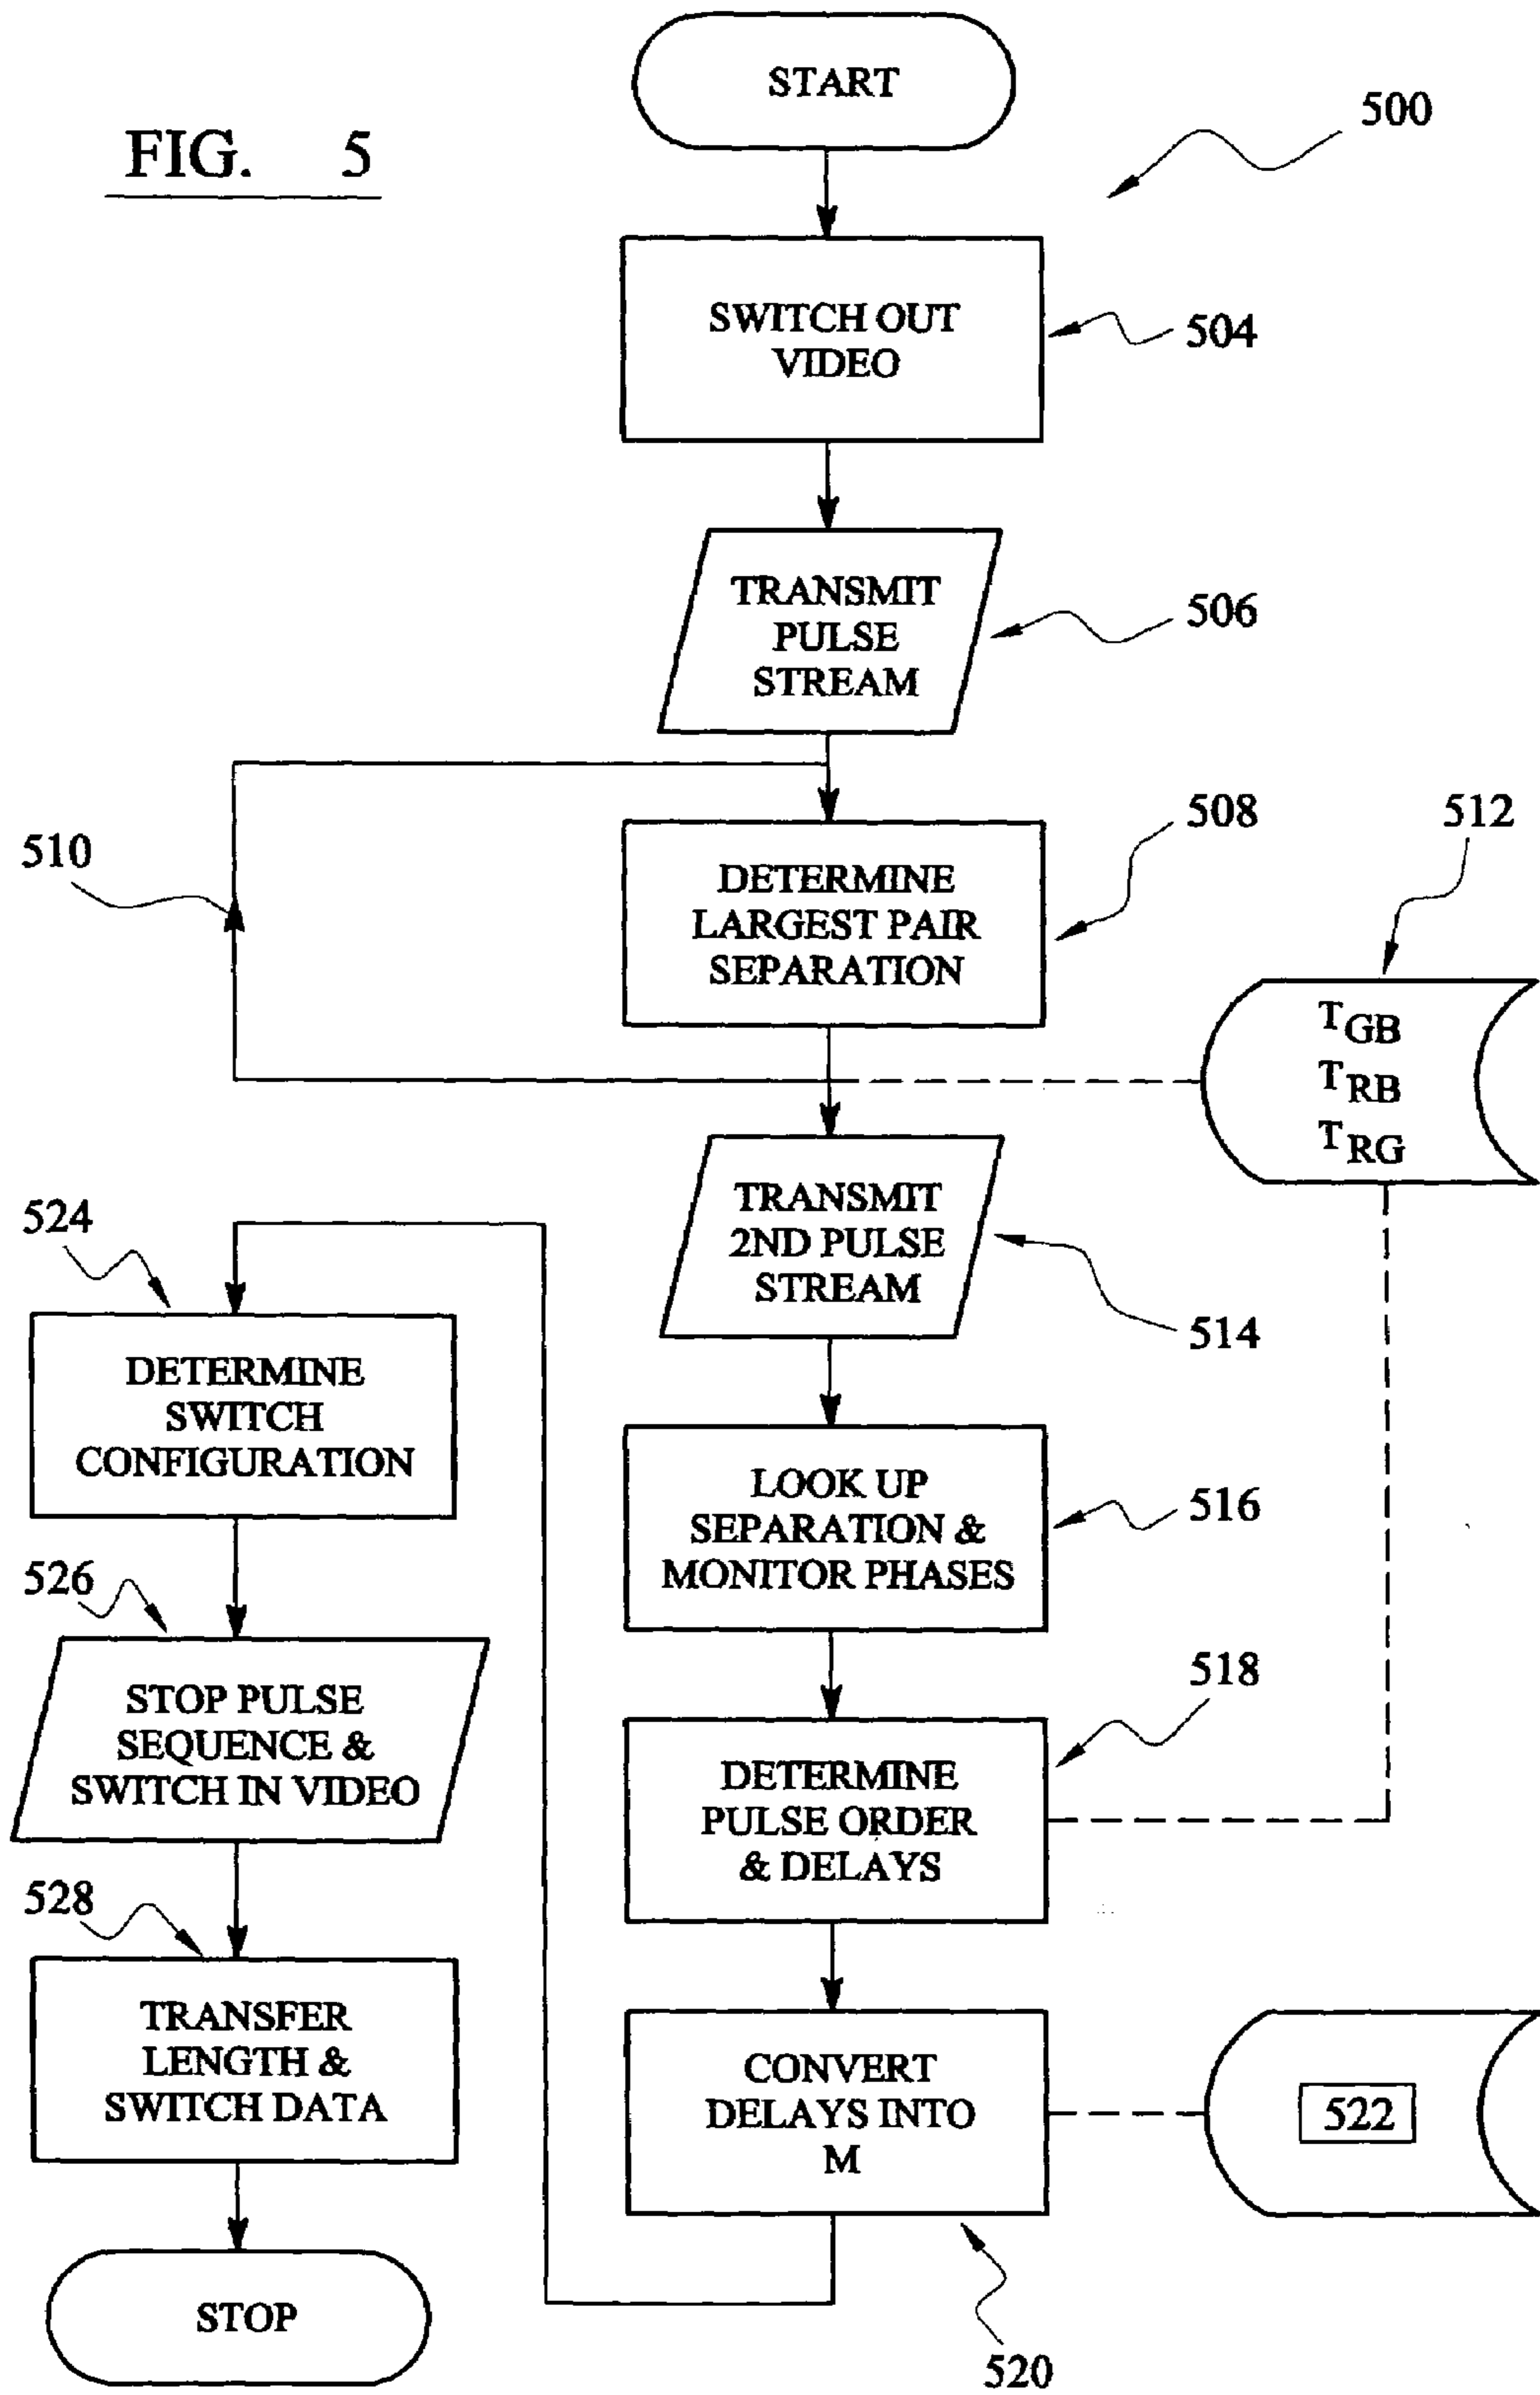 START
500
FIG. 5
SWITCH OUT
VIDEO
504
TRANSMIT
PULSE
STREAM
506
510
DETERMINE
LARGEST PAIR
SEPARATION
508
512
TGB
TRB
TRG
TRANSMIT
2ND PULSE
STREAM
514
LOOK UP
SEPARATION &
MONITOR PHASES
516
DETERMINE
PULSE ORDER
& DELAYS
518
CONVERT
DELAYS INTO
M
520
522
524
DETERMINE
SWITCH
CONFIGURATION
526
STOP PULSE
SEQUENCE &
SWITCH IN VIDEO
528
TRANSFER
LENGTH &
SWITCH DATA
STOP